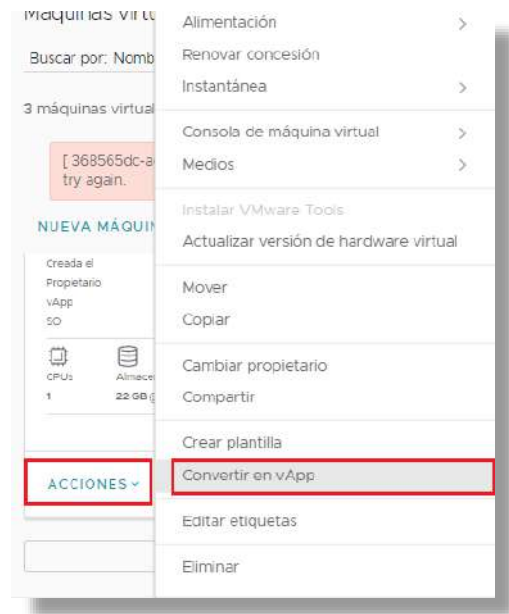 Máquinas virtu
Buscar por: Nomb
3 máquinas virtual
[ 368565dc-a
try again.
NUEVA MÁQUIN
Creada el
Propietario
vApp
SO
CPUs
Almace
1
22 GB
ACCIONES
Alimentación
Renovar concesión
Instantánea
Consola de máquina virtual
Medios
Instalar VMware Tools
Actualizar versión de hardware virtual
Mover
Copiar
Cambiar propietario
Compartir
Crear plantilla
Convertir en vApp
Editar etiquetas
Eliminar